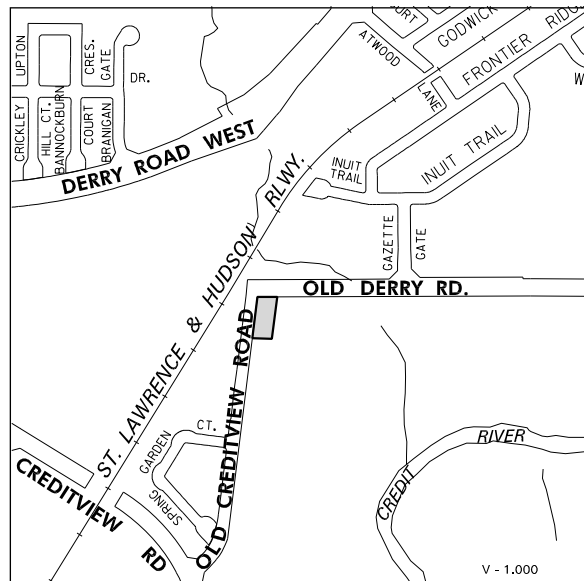 UPTON
CRES.
GATE
DR.
COURT
GODWICK
ATWOOD
FRONTIER RIDGE
LANE
W
CRICKLEY
HILL CT.
BANNOCKBURN
COURT
BRANIGAN
DERRY ROAD WEST
ST. LAWRENCE & HUDSON RLWY.
INUIT
TRAIL
INUIT TRAIL
GAZETTE
GATE
OLD DERRY RD.
OLD CREDITVIEW ROAD
CT.
GARDEN
SPRING
CREDITVIEW
RD
CREDIT
RIVER
V - 1.000